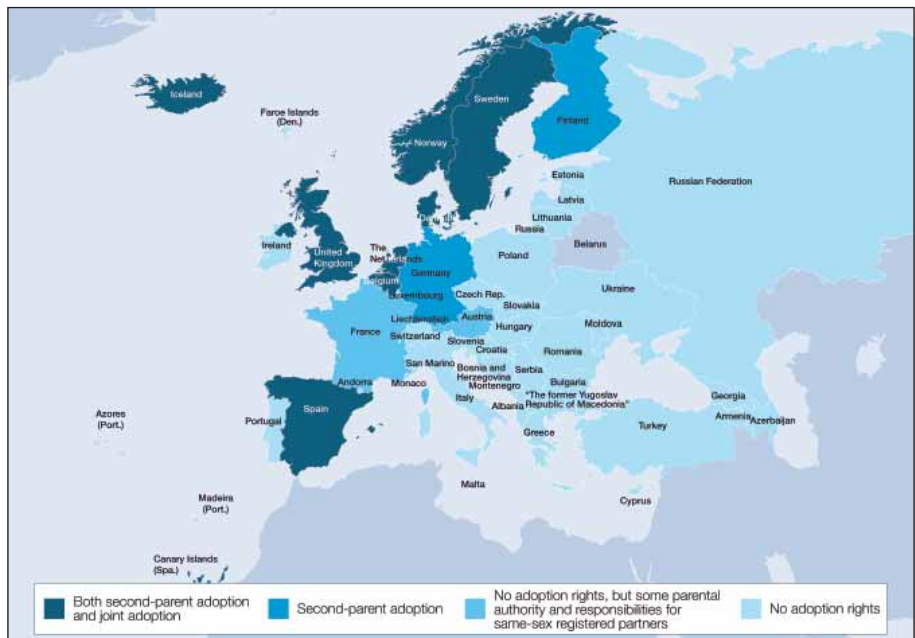 Iceland
Faroe Islands
(Den.)
Sweden
Norway
Finland
Russian Federation
Estonia
Latvia
Lithuania
Russia
Belarus
Ireland
United
Kingdom
The
Netherlands
Belgium
Germany
Luxembourg
Poland
Ukraine
Czech Rep.
Slovakia
Liechtenstein
Austria
Hungary
Moldova
France
Switzerland
Slovenia
Croatia
Romania
San Marino
Bosnia and
Herzegovina
Serbia
Montenegro
Bulgaria
Andorra
Monaco
Italy
Albania
"The former Yugoslav
Republic of Macedonia"
Georgia
Armenia
Azerbaijan
Azores
(Port.)
Portugal
Spain
Greece
Turkey
Malta
Cyprus
Madeira
(Port.)
Canary Islands
(Spa.)
Both second-parent adoption
and joint adoption
Second-parent adoption
No adoption rights, but some parental
authority and responsibilities for
same-sex registered partners
No adoption rights